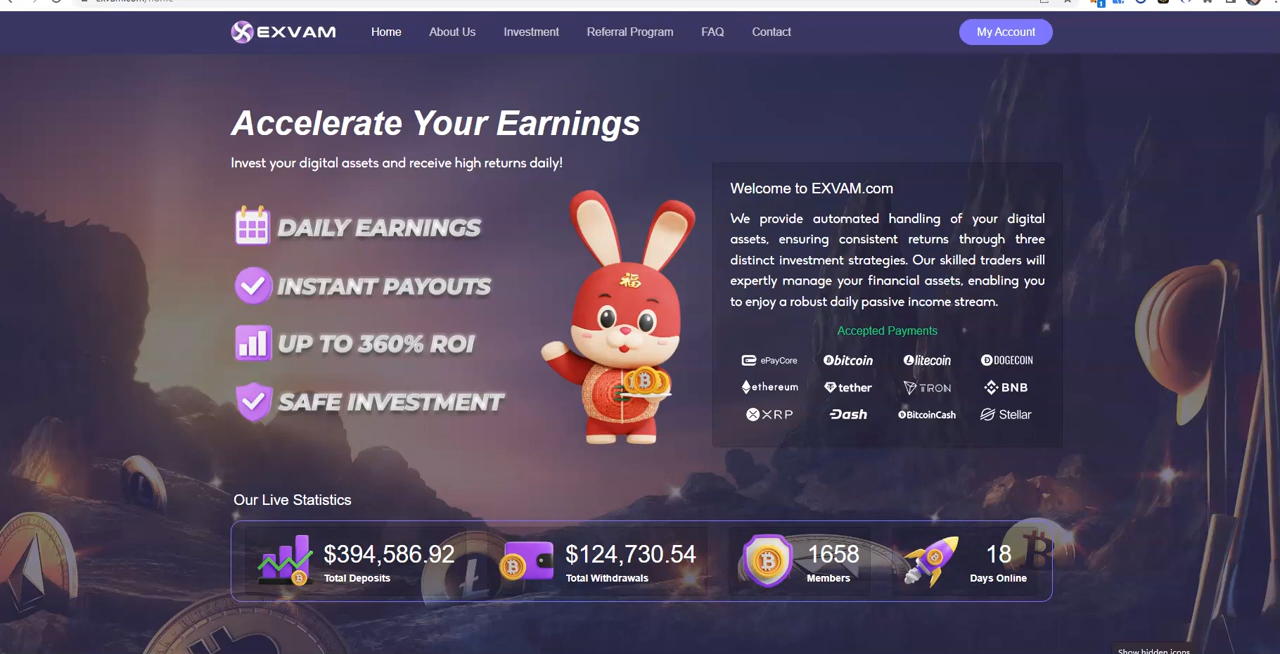 EXVAM
Home
About Us
Investment
Referral Program
FAQ
Contact
My Account
Accelerate Your Earnings
Invest your digital assets and receive high returns daily!
DAILY EARNINGS
INSTANT PAYOUTS
UP TO 360% ROI
SAFE INVESTMENT
福
Welcome to EXVAM.com
We provide automated handling of your digital
assets, ensuring consistent returns through three
distinct investment strategies. Our skilled traders will
expertly manage your financial assets, enabling you
to enjoy a robust daily passive income stream.
Accepted Payments
ePayCore bitcoin litecoin DOGECOIN
ethereum tether TRON BNB
XRP Dash BitcoinCash Stellar
Our Live Statistics
$394,586.92
Total Deposits
$124,730.54
Total Withdrawals
1658
Members
18
Days Online
Show hidden icons